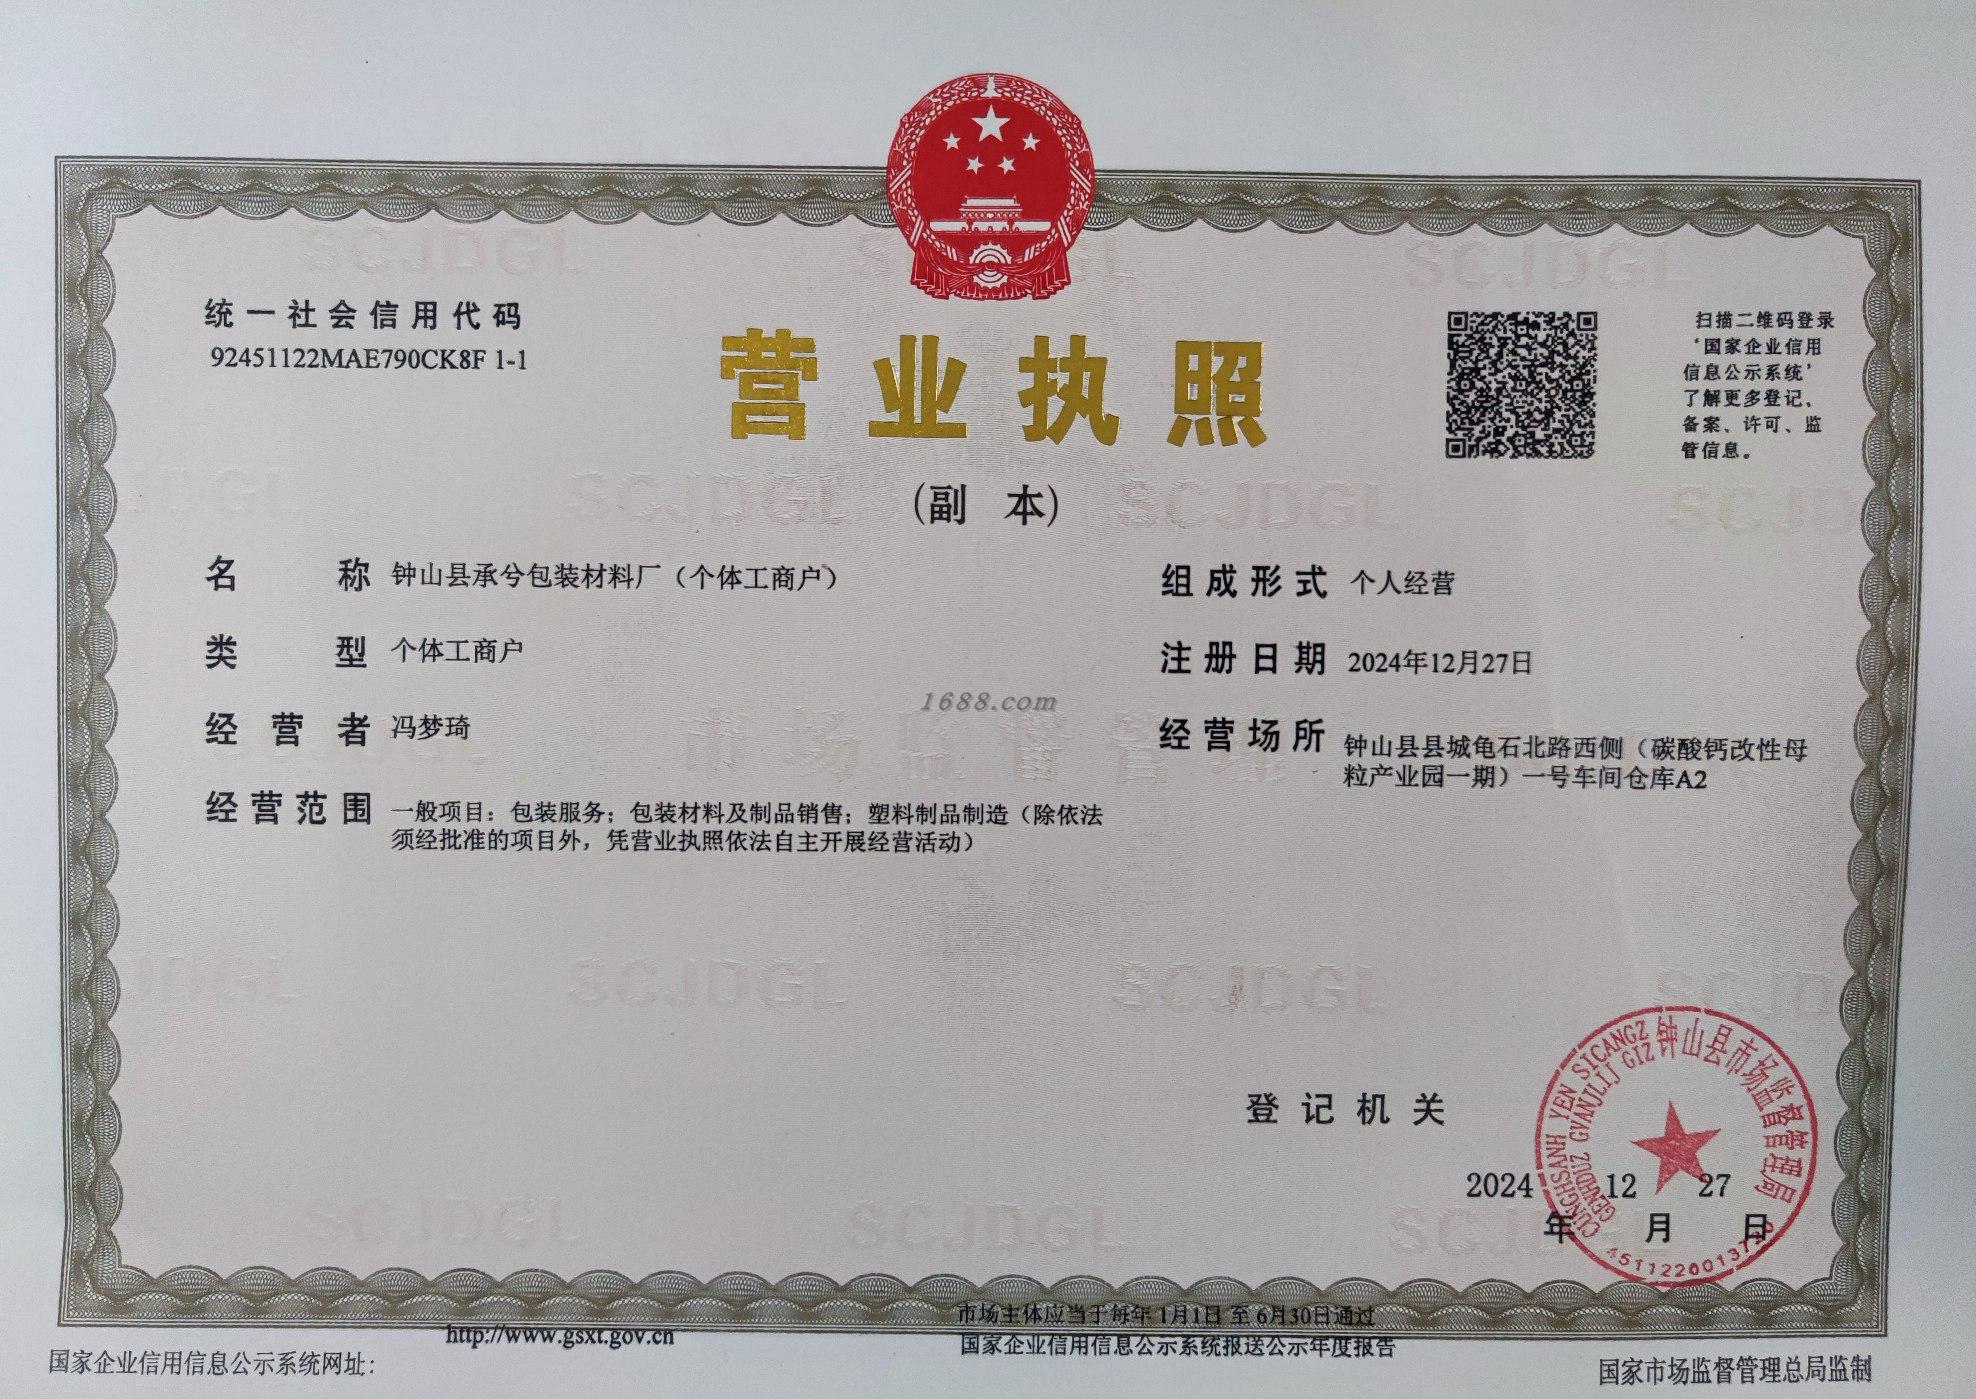 统一社会信用代码
92451122MAE790CK8F 1-1
营业执照
(副 本)
扫描二维码登录
‘国家企业信用
信息公示系统’
了解更多登记、
备案、许可、监
管信息。
名 称 钟山县承兮包装材料厂（个体工商户）
类 型 个体工商户
经营者 冯梦琦
经营范围 一般项目：包装服务；包装材料及制品销售；塑料制品制造（除依法
须经批准的项目外，凭营业执照依法自主开展经营活动）
组成形式 个人经营
注册日期 2024年12月27日
经营场所 钟山县县城龟石北路西侧（碳酸钙改性母
粒产业园一期）一号车间仓库A2
1688.com
SCJDGL
市场监督管理
登记机关
2024 12 27
年 月 日
钟山县市场监督管理局
CUNGHSANH YEN SICANGZ
GENHDUZ GVANJLIJ GIZ
市场主体应当于每年1月1日 至 6月30日通过
国家企业信用信息公示系统报送公示年度报告
http://www.gsxt.gov.cn
国家企业信用信息公示系统网址:
国家市场监督管理总局监制